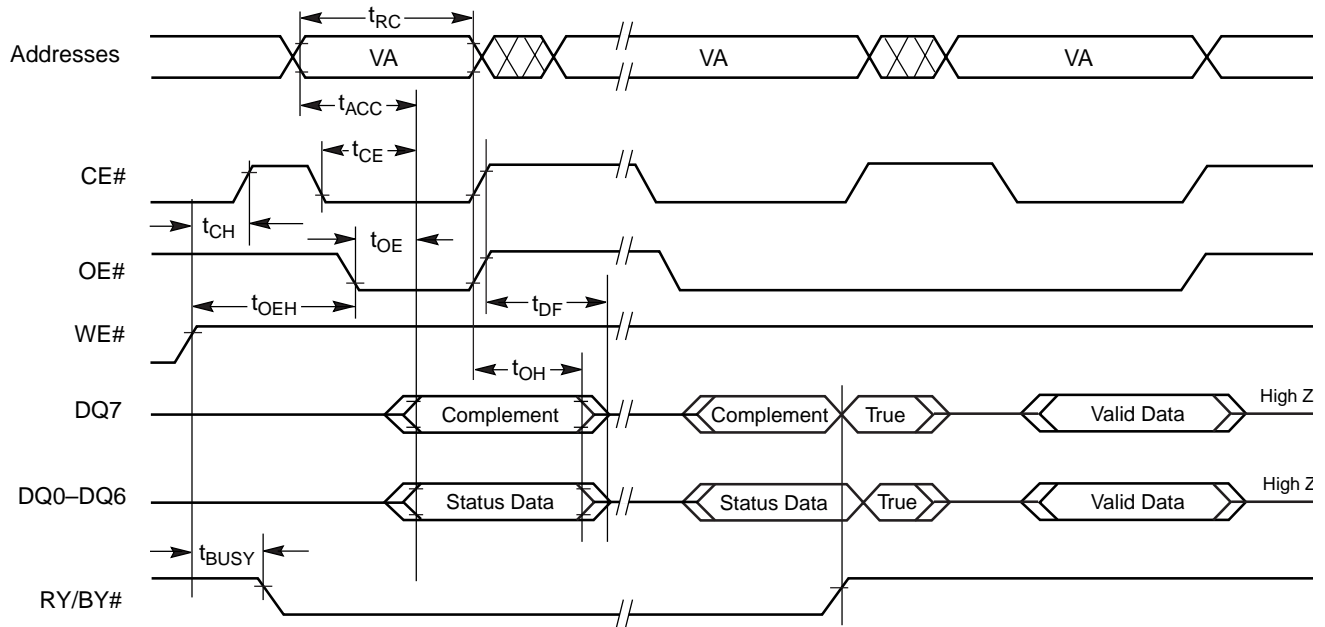 tRC
Addresses VA VA VA
tACC
tCE
CE#
tCH tOE
OE#
tOEH tDF
WE#
tOH
DQ7 Complement Complement True Valid Data High Z
DQ0–DQ6 Status Data Status Data True Valid Data High Z
tBUSY
RY/BY#